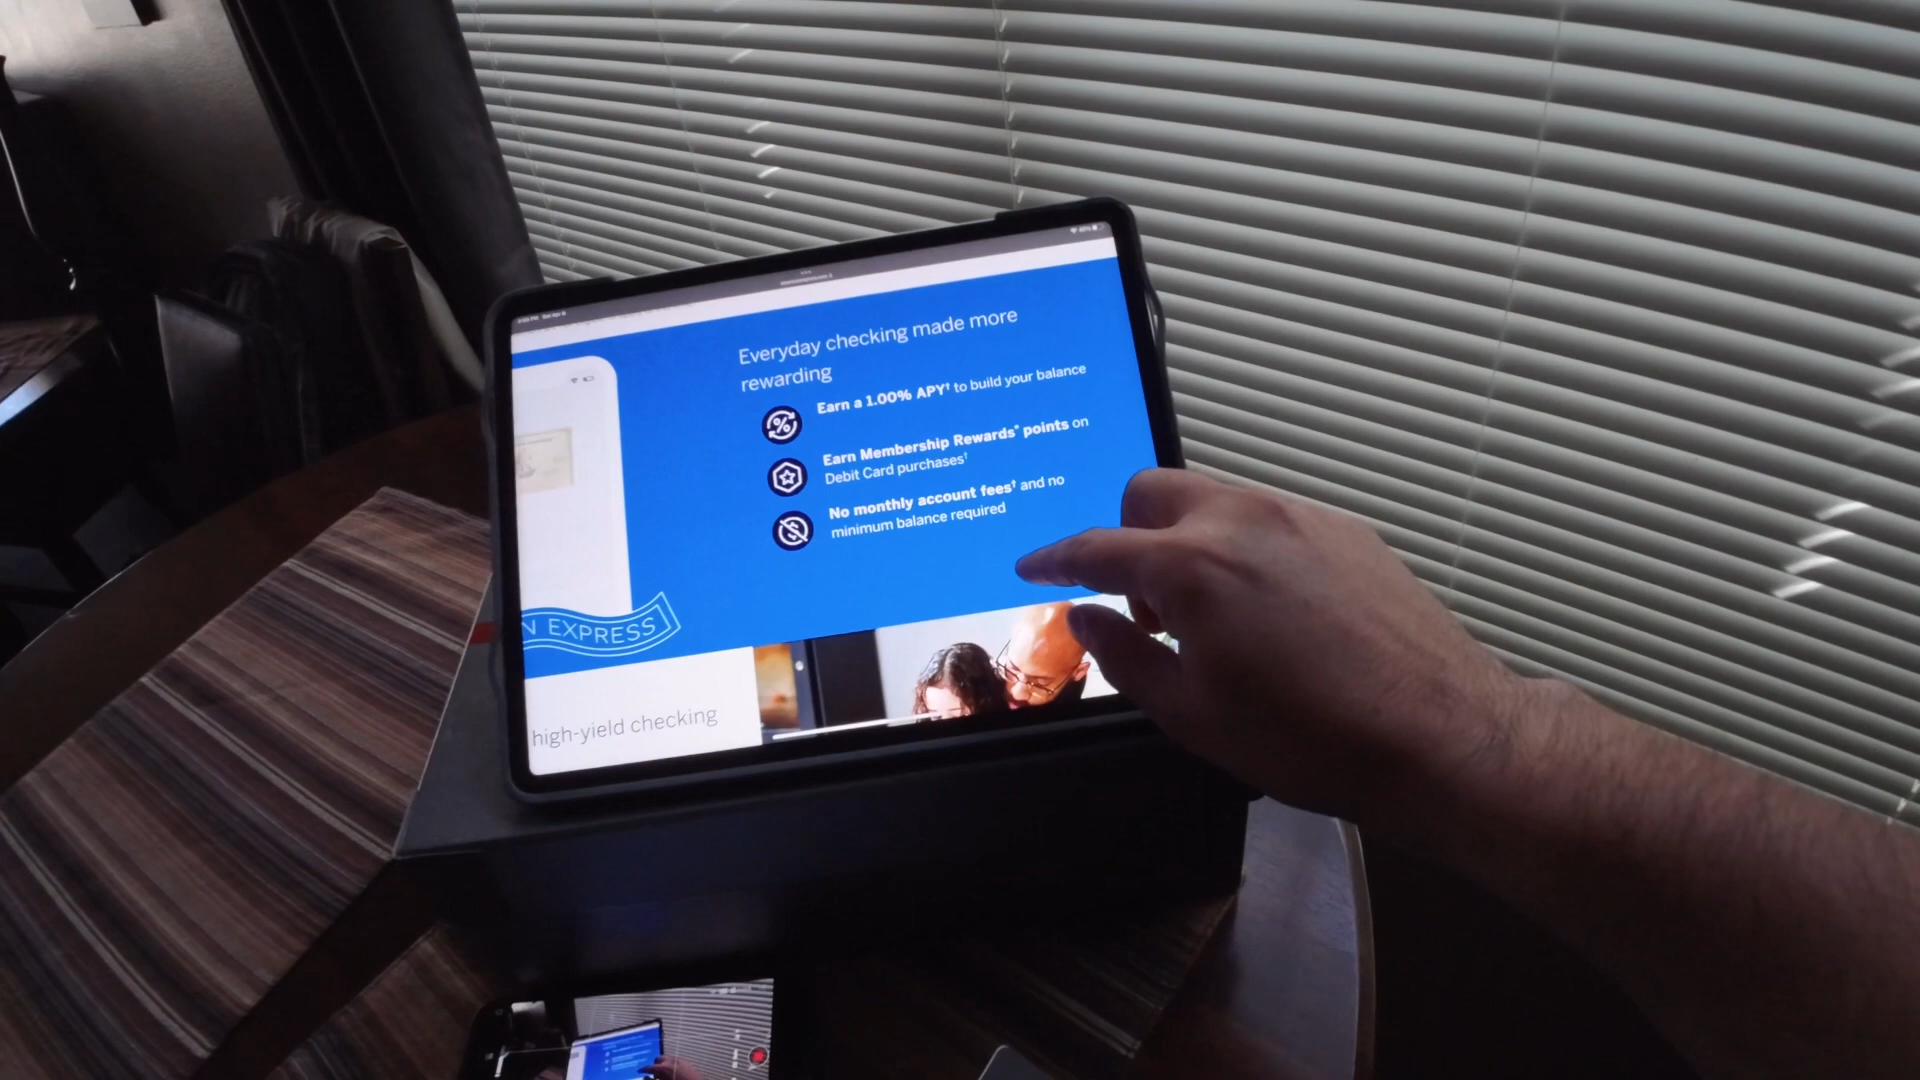 Everyday checking made more
rewarding
Earn a 1.00% APY† to build your balance
Earn Membership Rewards® points on
Debit Card purchases†
No monthly account fees† and no
minimum balance required
N EXPRESS
high-yield checking